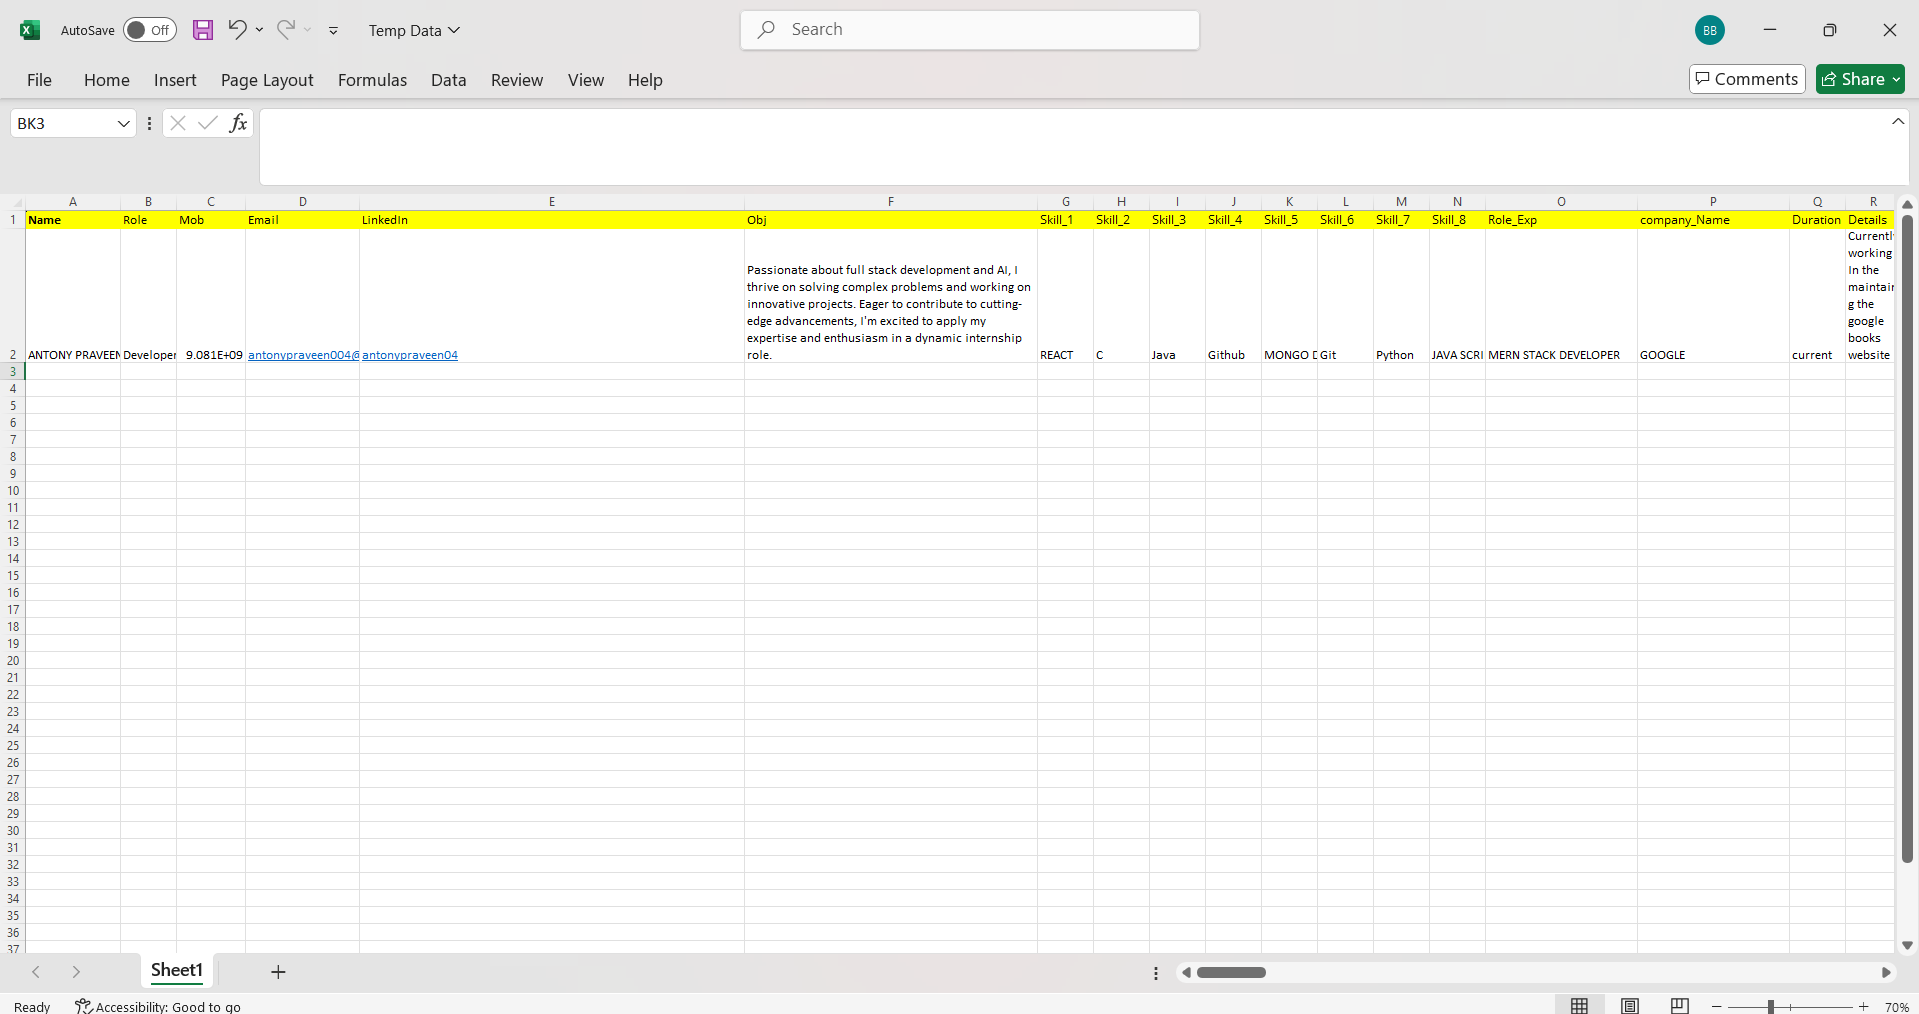 AutoSave Off Temp Data Search BB
File Home Insert Page Layout Formulas Data Review View Help Comments Share
BK3 fx
A B C D E F G H I J K L M N O P Q R
1 Name Role Mob Email LinkedIn Obj Skill_1 Skill_2 Skill_3 Skill_4 Skill_5 Skill_6 Skill_7 Skill_8 Role_Exp company_Name Duration Details
Currentl
working
Passionate about full stack development and AI, I In the
thrive on solving complex problems and working on maintain
innovative projects. Eager to contribute to cutting- g the
edge advancements, I'm excited to apply my google
expertise and enthusiasm in a dynamic internship books
2 ANTONY PRAVEEN Developer 9.081E+09 antonypraveen004@ antonypraveen04 role. REACT C Java Github MONGO D Git Python JAVA SCRI MERN STACK DEVELOPER GOOGLE current website
3
4
5
6
7
8
9
10
11
12
13
14
15
16
17
18
19
20
21
22
23
24
25
26
27
28
29
30
31
32
33
34
35
36
37
Sheet1
Ready Accessibility: Good to go 70%